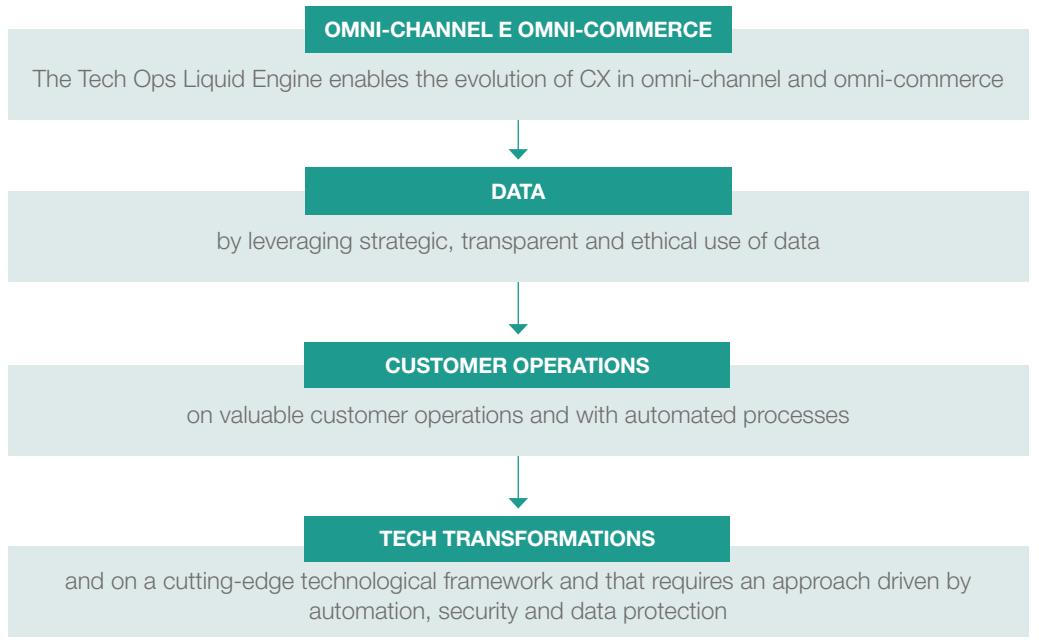 OMNI-CHANNEL E OMNI-COMMERCE
The Tech Ops Liquid Engine enables the evolution of CX in omni-channel and omni-commerce
DATA
by leveraging strategic, transparent and ethical use of data
CUSTOMER OPERATIONS
on valuable customer operations and with automated processes
TECH TRANSFORMATIONS
and on a cutting-edge technological framework and that requires an approach driven by
automation, security and data protection